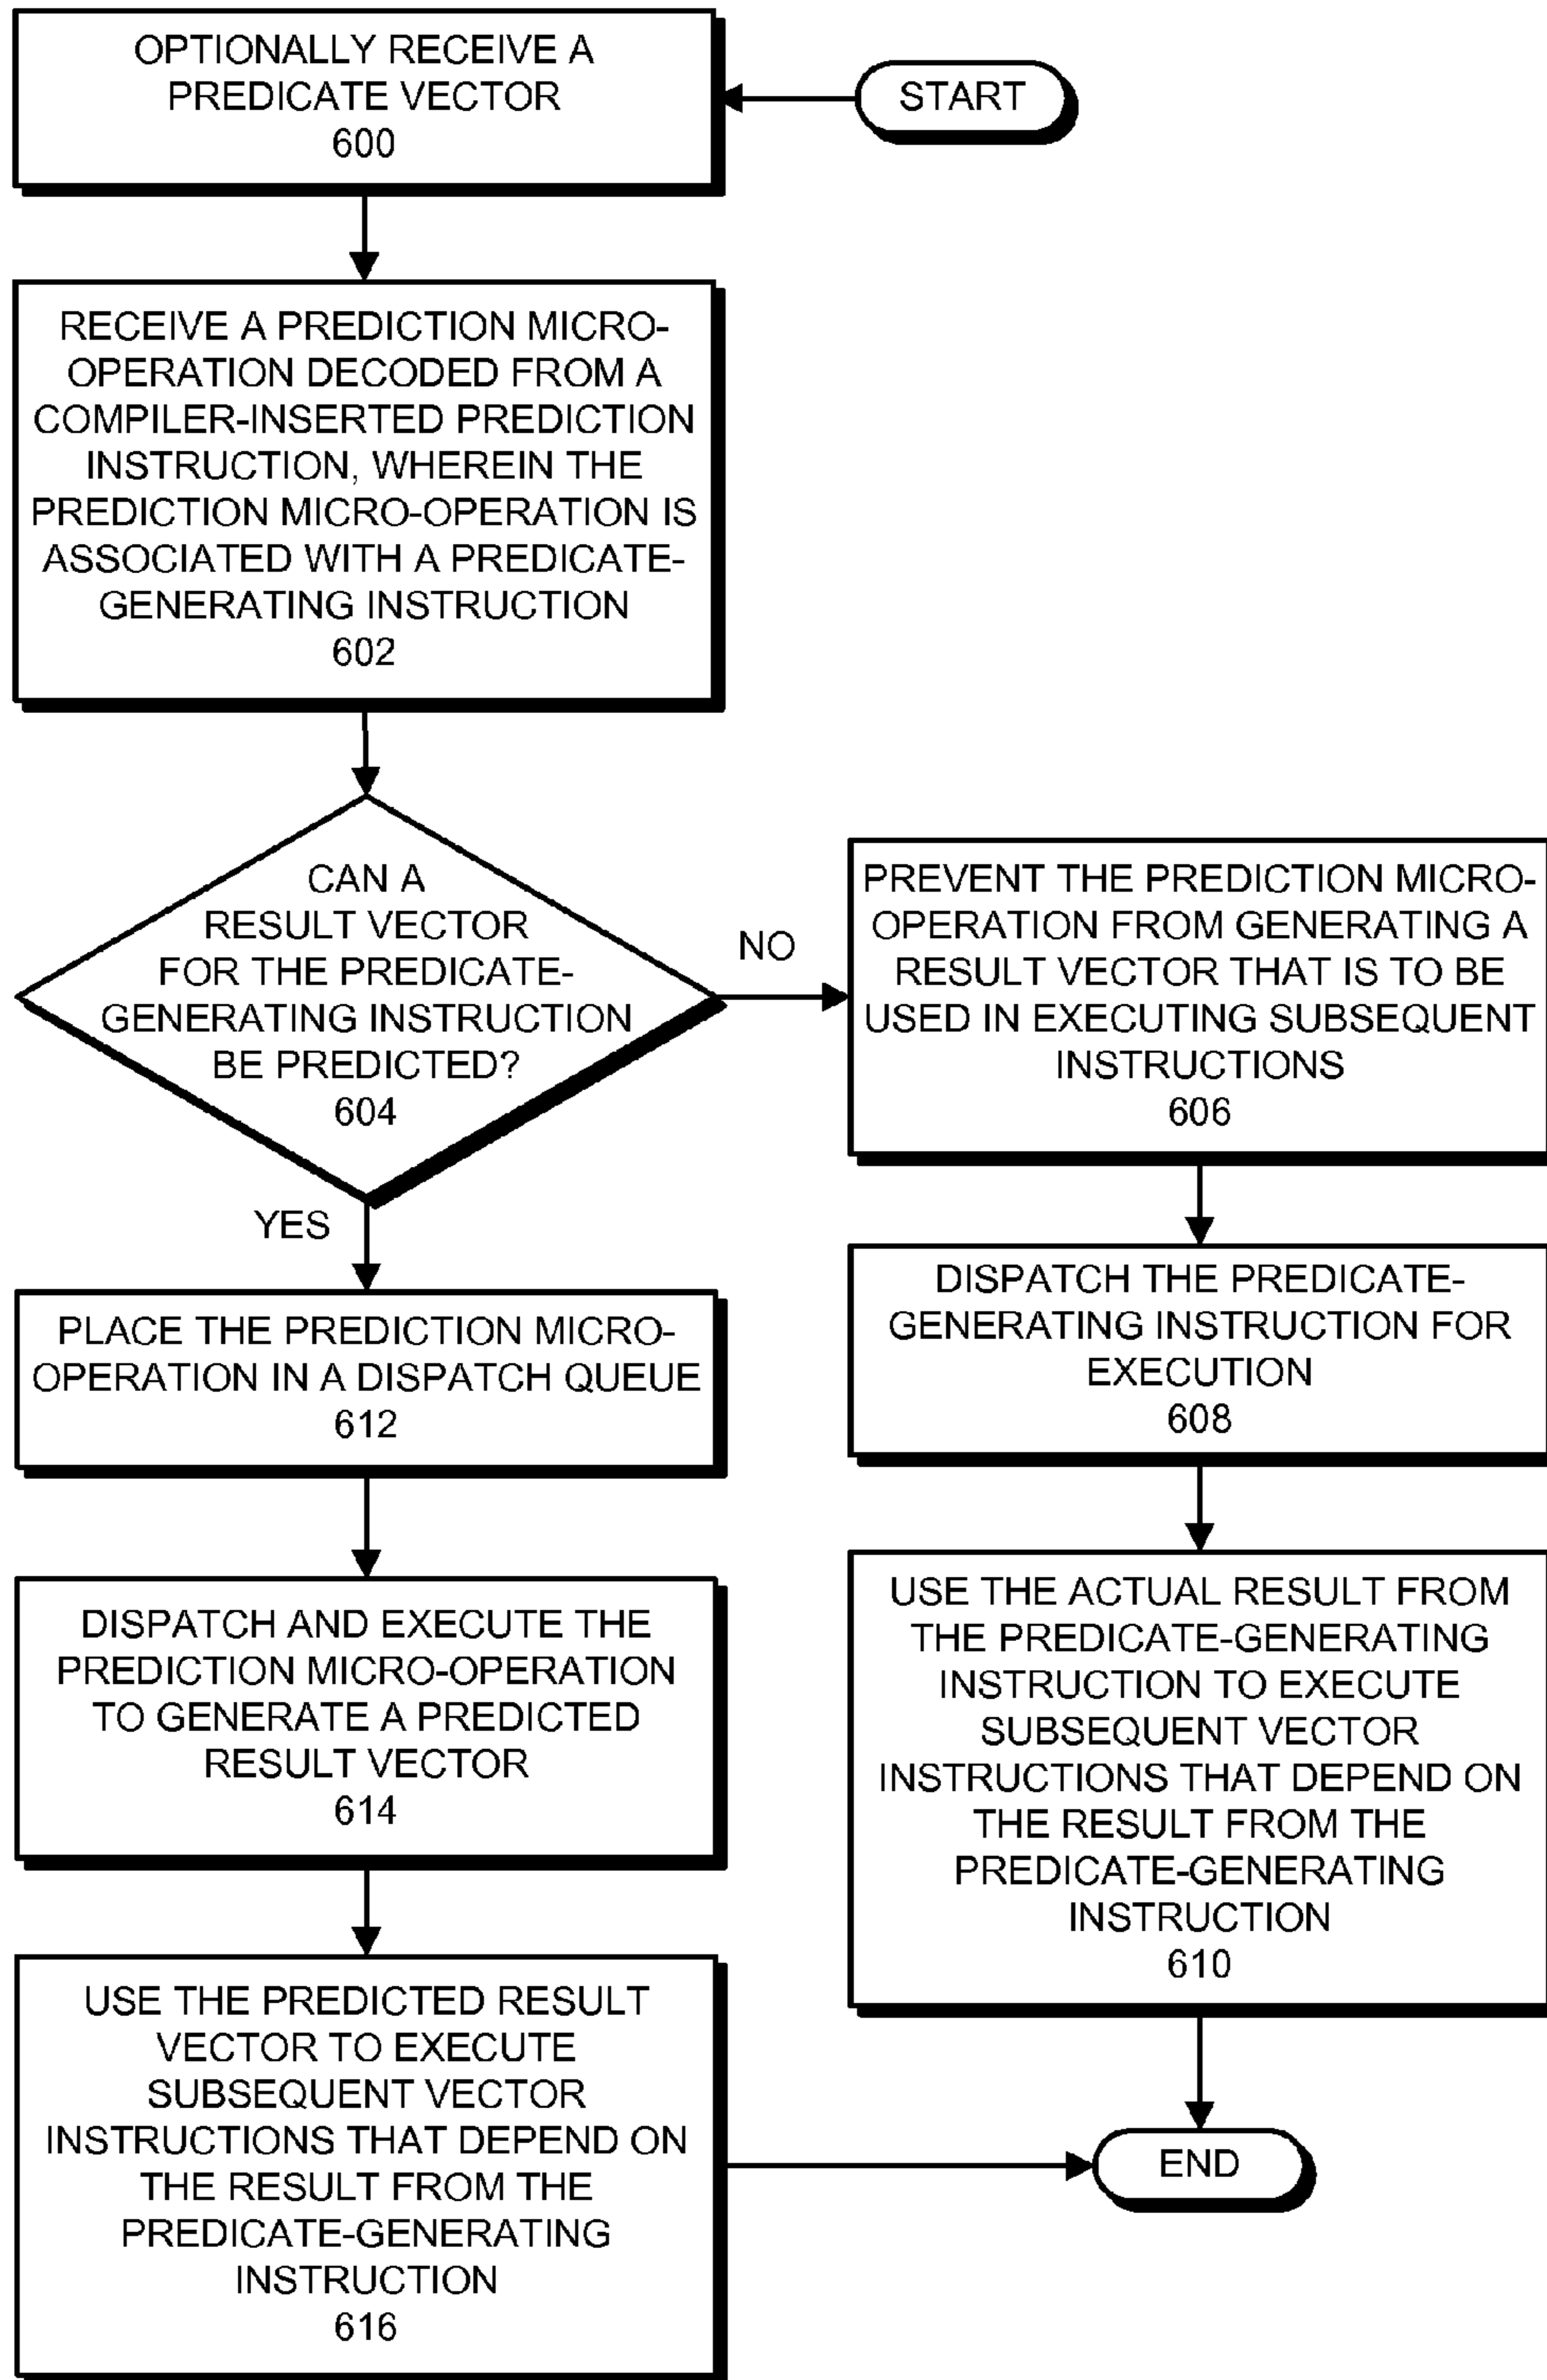 OPTIONALLY RECEIVE A
PREDICATE VECTOR
600
START
RECEIVE A PREDICTION MICRO-
OPERATION DECODED FROM A
COMPILER-INSERTED PREDICTION
INSTRUCTION, WHEREIN THE
PREDICTION MICRO-OPERATION IS
ASSOCIATED WITH A PREDICATE-
GENERATING INSTRUCTION
602
CAN A
RESULT VECTOR
FOR THE PREDICATE-
GENERATING INSTRUCTION
BE PREDICTED?
604
NO
PREVENT THE PREDICTION MICRO-
OPERATION FROM GENERATING A
RESULT VECTOR THAT IS TO BE
USED IN EXECUTING SUBSEQUENT
INSTRUCTIONS
606
DISPATCH THE PREDICATE-
GENERATING INSTRUCTION FOR
EXECUTION
608
USE THE ACTUAL RESULT FROM
THE PREDICATE-GENERATING
INSTRUCTION TO EXECUTE
SUBSEQUENT VECTOR
INSTRUCTIONS THAT DEPEND ON
THE RESULT FROM THE
PREDICATE-GENERATING
INSTRUCTION
610
YES
PLACE THE PREDICTION MICRO-
OPERATION IN A DISPATCH QUEUE
612
DISPATCH AND EXECUTE THE
PREDICTION MICRO-OPERATION
TO GENERATE A PREDICTED
RESULT VECTOR
614
USE THE PREDICTED RESULT
VECTOR TO EXECUTE
SUBSEQUENT VECTOR
INSTRUCTIONS THAT DEPEND ON
THE RESULT FROM THE
PREDICATE-GENERATING
INSTRUCTION
616
END